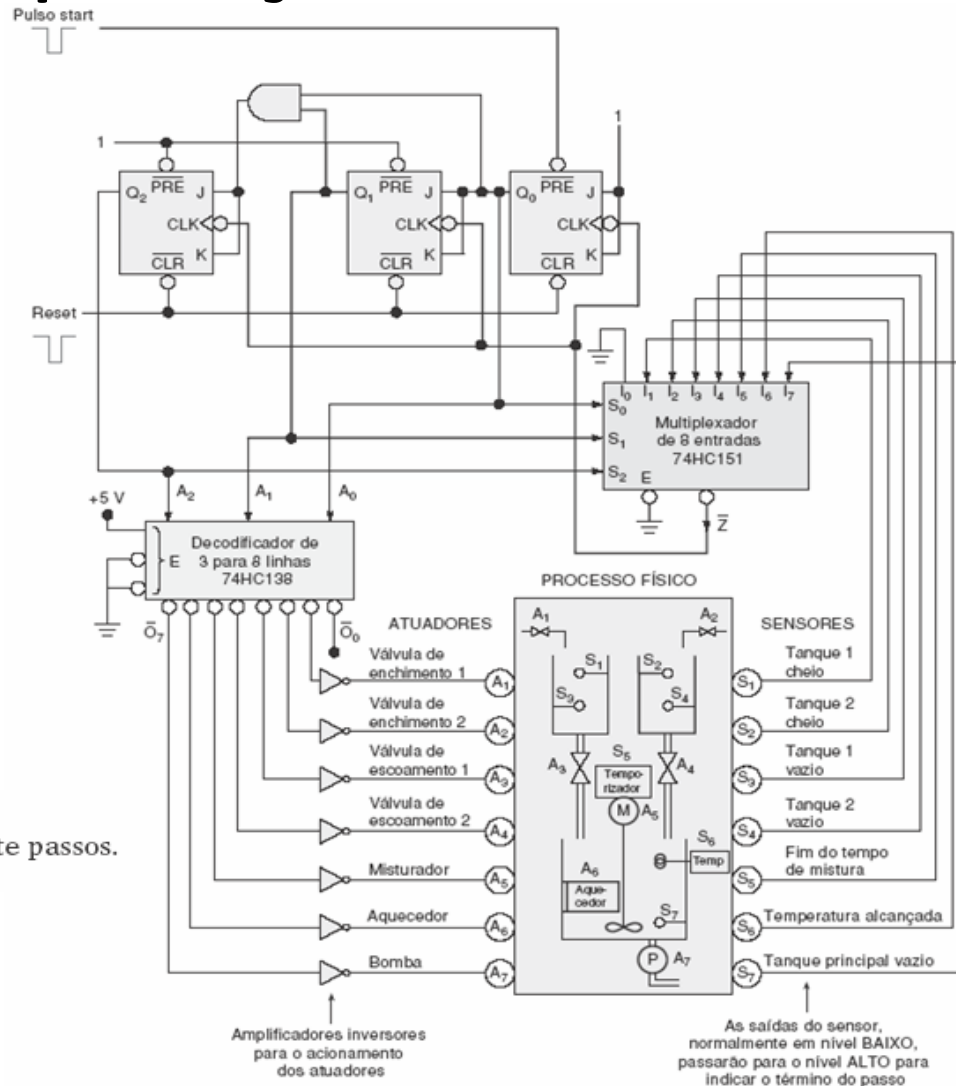 Pulso start
1
1
Q₂
PRE
J
CLK
K
CLR
Q₁
PRE
J
CLK
K
CLR
Q₀
PRE
J
CLK
K
CLR
Reset
I₀ I₁ I₂ I₃ I₄ I₅ I₆ I₇
S₀
S₁
S₂
Multiplexador
de 8 entradas
74HC151
E
Z̅
+5 V
A₂
A₁
A₀
E
Decodificador de
3 para 8 linhas
74HC138
O̅₇
O̅₀
PROCESSO FÍSICO
ATUADORES
SENSORES
Válvula de
enchimento 1
A₁
Válvula de
enchimento 2
A₂
Válvula de
escoamento 1
A₃
Válvula de
escoamento 2
A₄
Misturador
A₅
Aquecedor
A₆
Bomba
A₇
A₁
A₂
S₁
S₂
S₃
S₄
A₃
S₅
A₄
Tempo-
rizador
M
A₅
S₆
Temp
A₆
Aque-
cedor
S₇
P
A₇
S₁
Tanque 1
cheio
S₂
Tanque 2
cheio
S₃
Tanque 1
vazio
S₄
Tanque 2
vazio
S₅
Fim do tempo
de mistura
S₆
Temperatura alcançada
S₇
Tanque principal vazio
te passos.
Amplificadores inversores
para o acionamento
dos atuadores
As saídas do sensor,
normalmente em nível BAIXO,
passarão para o nível ALTO para
indicar o término do passo